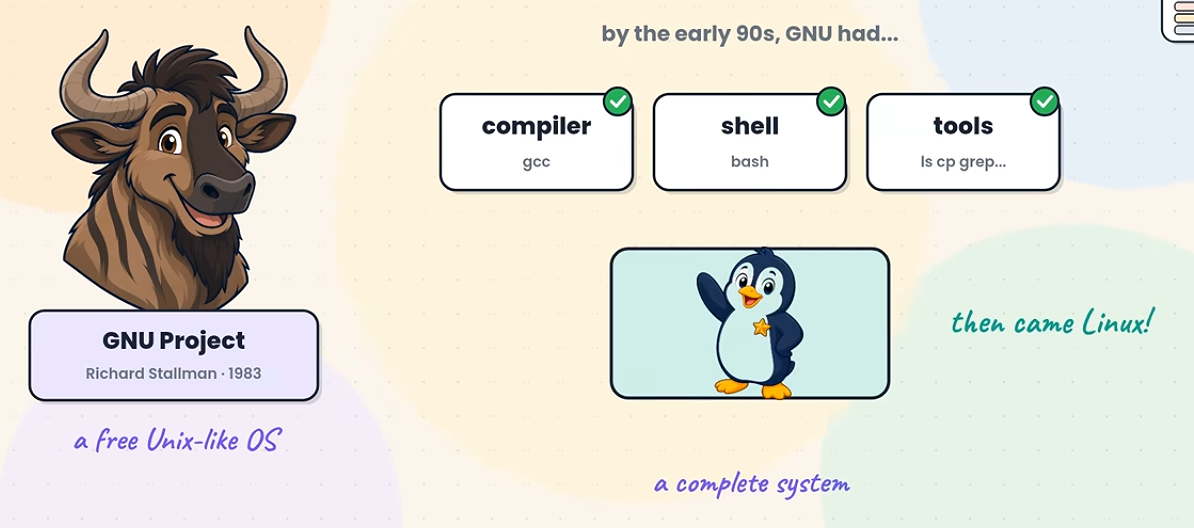 by the early 90s, GNU had...
compiler
gcc
shell
bash
tools
ls cp grep...
GNU Project
Richard Stallman · 1983
a free Unix-like OS
then came Linux!
a complete system